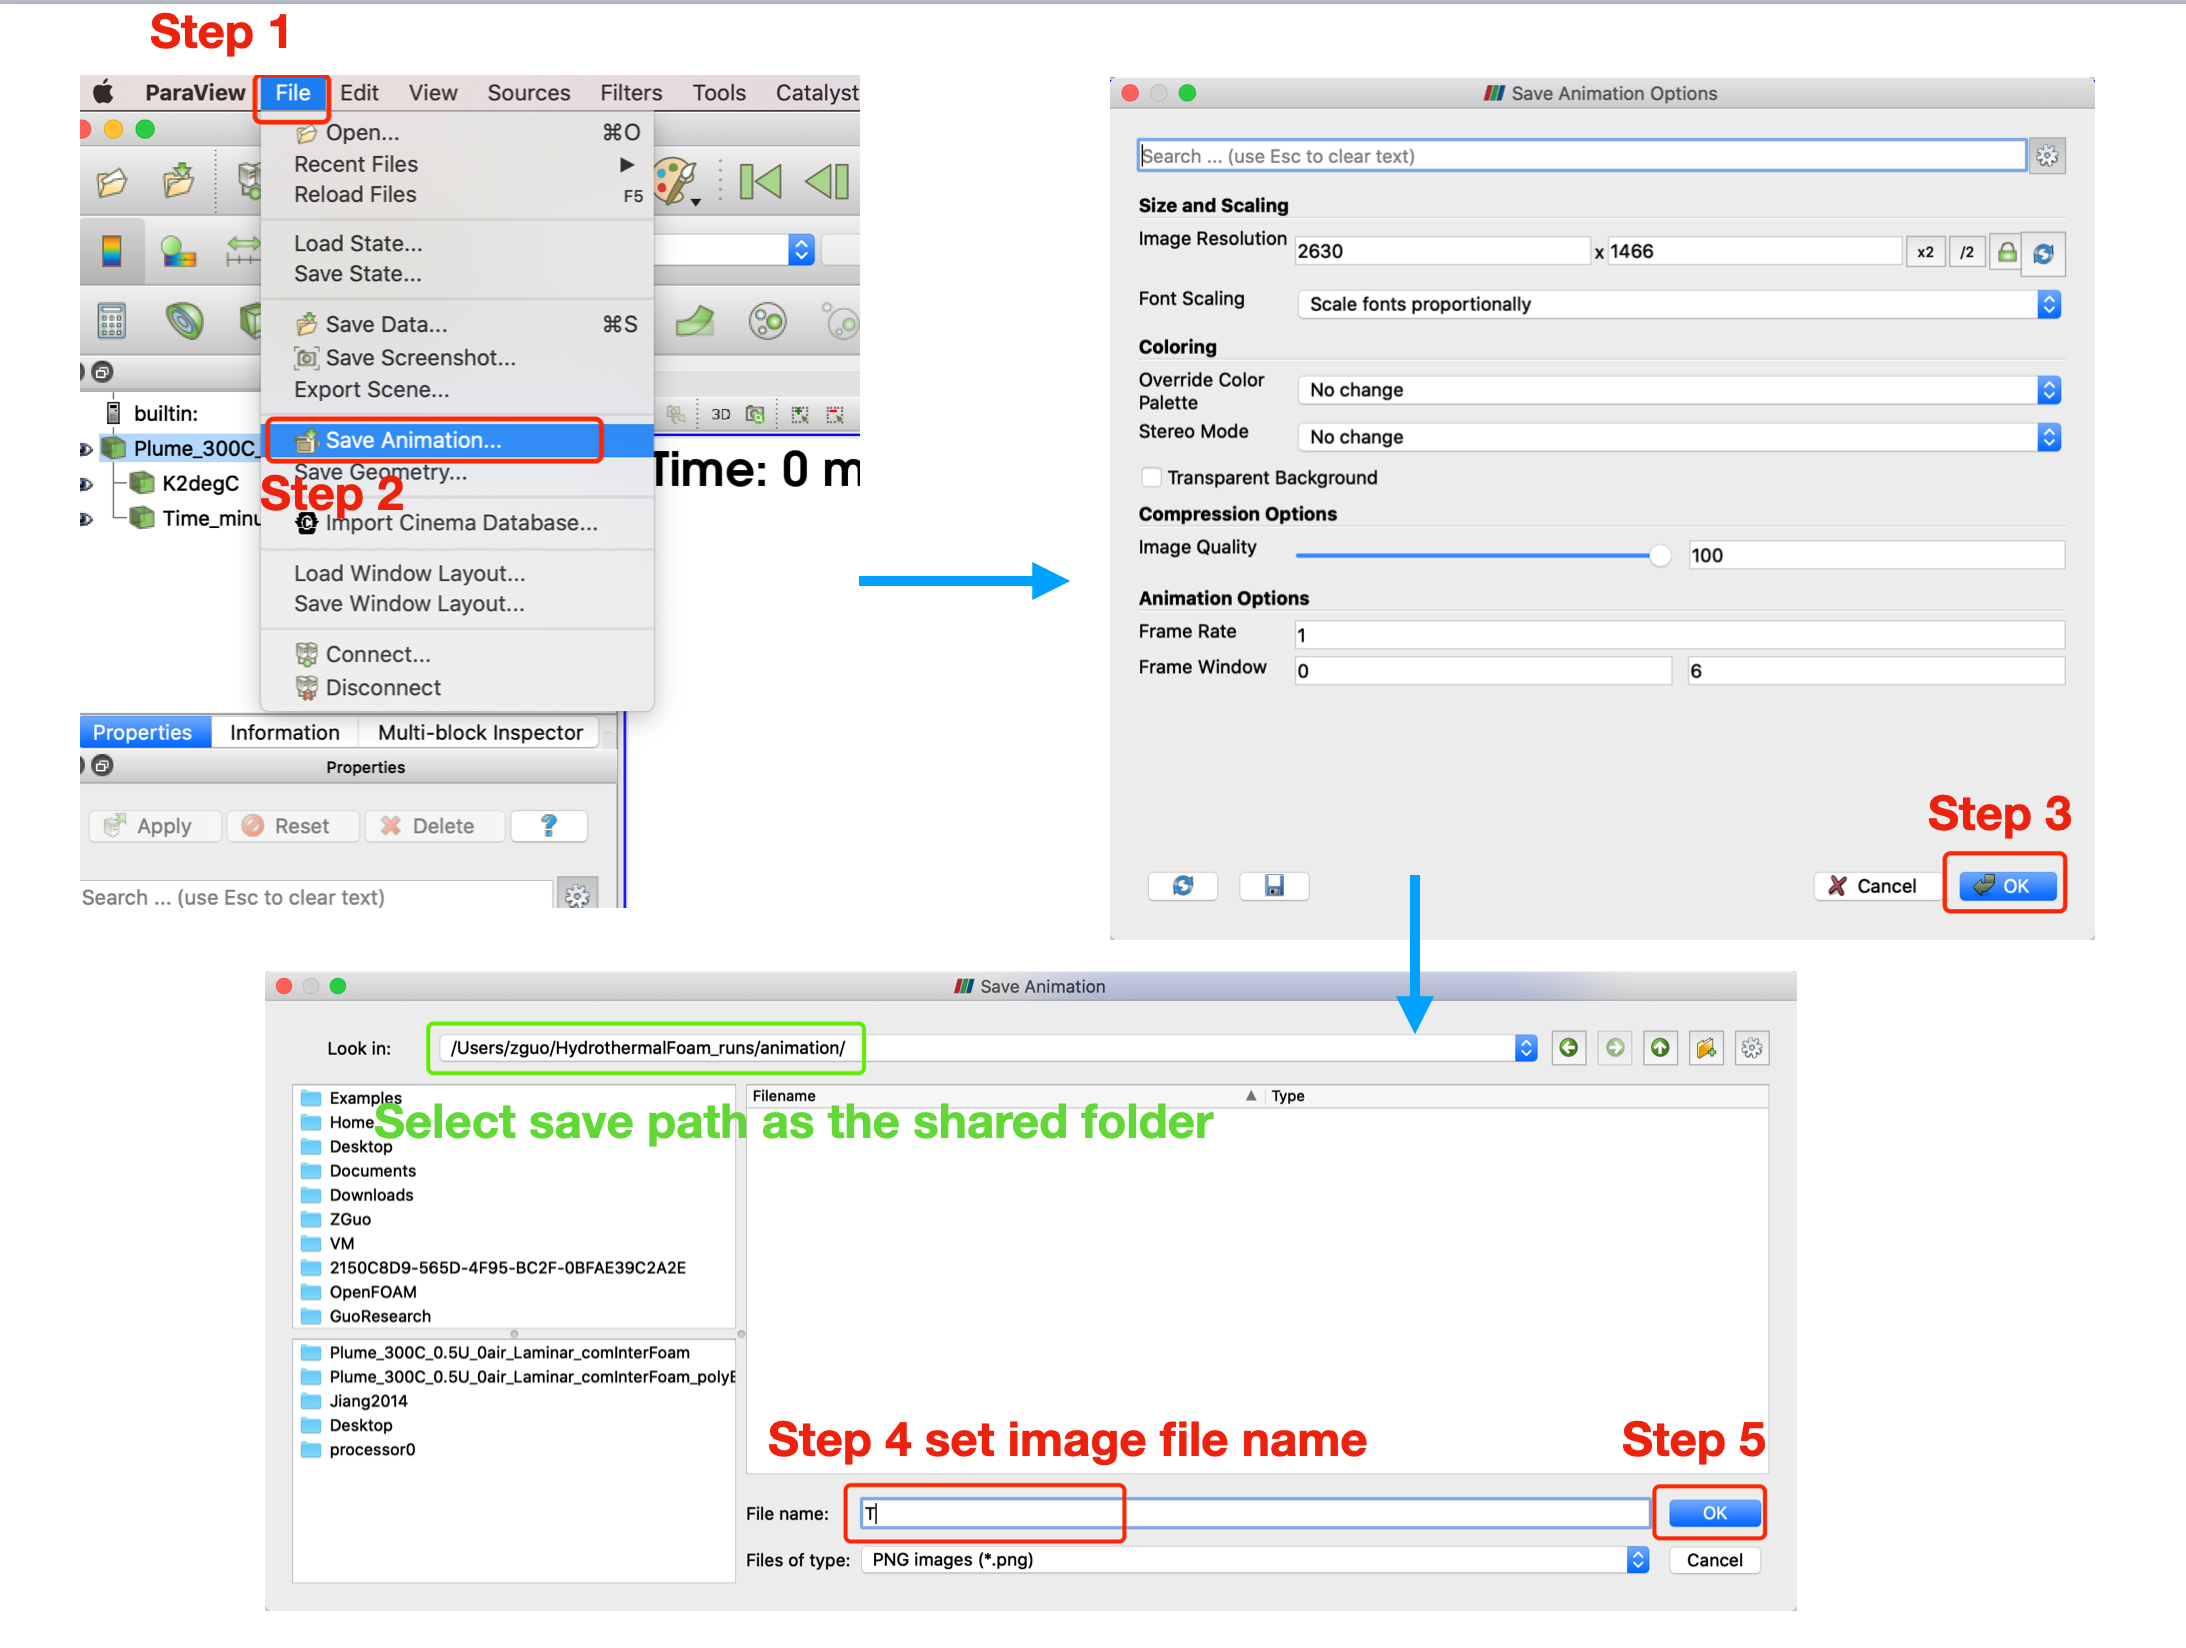 Step 1
ParaView File Edit View Sources Filters Tools Catalyst
Open... ⌘O
Recent Files ▶
Reload Files F5
Load State...
Save State...
Save Data... ⌘S
Save Screenshot...
Export Scene...
3D
builtin:
Save Animation...
Plume_300C_
Save Geometry...
Time: 0 m
K2degC
Step 2
Time_minu
Import Cinema Database...
Load Window Layout...
Save Window Layout...
Connect...
Disconnect
Properties Information Multi-block Inspector
Properties
Apply Reset Delete ?
Search ... (use Esc to clear text)
Save Animation Options
Search ... (use Esc to clear text)
Size and Scaling
Image Resolution 2630 x 1466 x2 /2
Font Scaling Scale fonts proportionally
Coloring
Override Color
Palette No change
Stereo Mode No change
Transparent Background
Compression Options
Image Quality 100
Animation Options
Frame Rate 1
Frame Window 0 6
Step 3
Cancel OK
Save Animation
Look in: /Users/zguo/HydrothermalFoam_runs/animation/
Filename Type
Examples
Select save path as the shared folder
Home
Desktop
Documents
Downloads
ZGuo
VM
2150C8D9-565D-4F95-BC2F-0BFAE39C2A2E
OpenFOAM
GuoResearch
Plume_300C_0.5U_0air_Laminar_comInterFoam
Plume_300C_0.5U_0air_Laminar_comInterFoam_polyE
Jiang2014
Desktop
processor0
Step 4 set image file name Step 5
File name: T OK
Files of type: PNG images (*.png) Cancel